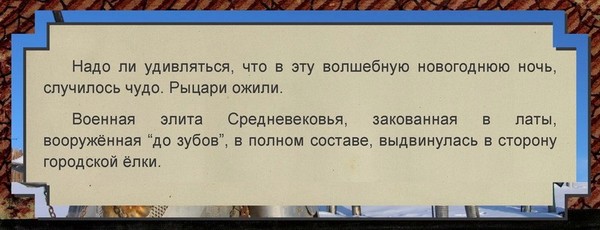 Надо ли удивляться, что в эту волшебную новогоднюю ночь,
случилось чудо. Рыцари ожили.
Военная элита Средневековья, закованная в латы,
вооружённая “до зубов”, в полном составе, выдвинулась в сторону
городской ёлки.